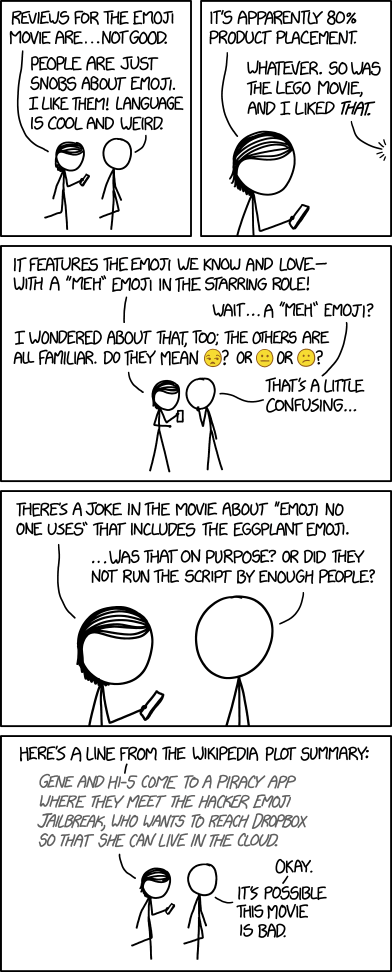 REVIEWS FOR THE EMOJI
MOVIE ARE...NOT GOOD.
PEOPLE ARE JUST
SNOBS ABOUT EMOJI.
I LIKE THEM! LANGUAGE
IS COOL AND WEIRD.
IT'S APPARENTLY 80%
PRODUCT PLACEMENT.
WHATEVER. SO WAS
THE LEGO MOVIE,
AND I LIKED THAT.
IT FEATURES THE EMOJI WE KNOW AND LOVE—
WITH A "MEH" EMOJI IN THE STARRING ROLE!
WAIT...A "MEH" EMOJI?
I WONDERED ABOUT THAT, TOO; THE OTHERS ARE
ALL FAMILIAR. DO THEY MEAN 😒? OR 😐 OR 😕?
THAT'S A LITTLE
CONFUSING...
THERE'S A JOKE IN THE MOVIE ABOUT "EMOJI NO
ONE USES" THAT INCLUDES THE EGGPLANT EMOJI.
...WAS THAT ON PURPOSE? OR DID THEY
NOT RUN THE SCRIPT BY ENOUGH PEOPLE?
HERE'S A LINE FROM THE WIKIPEDIA PLOT SUMMARY:
GENE AND HI-5 COME TO A PIRACY APP
WHERE THEY MEET THE HACKER EMOJI
JAILBREAK, WHO WANTS TO REACH DROPBOX
SO THAT SHE CAN LIVE IN THE CLOUD.
OKAY.
IT'S POSSIBLE
THIS MOVIE
IS BAD.